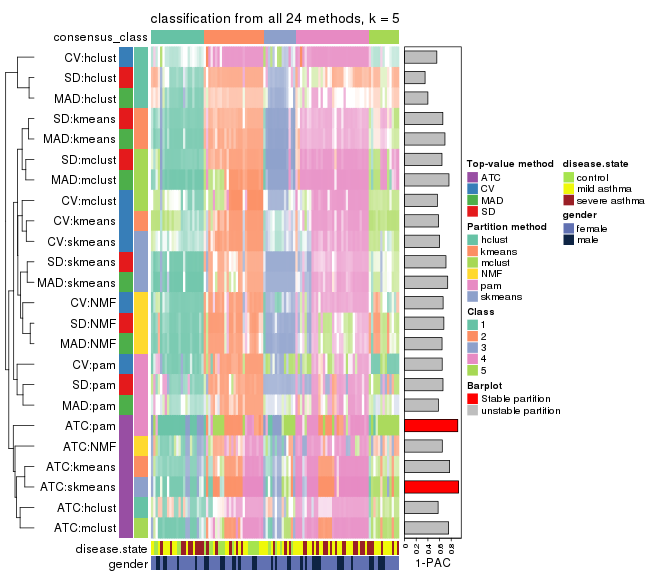 classification from all 24 methods, k = 5
consensus_class
CV:hclust
SD:hclust
MAD:hclust
SD:kmeans
MAD:kmeans
SD:mclust
MAD:mclust
CV:mclust
CV:kmeans
CV:skmeans
SD:skmeans
MAD:skmeans
CV:NMF
SD:NMF
MAD:NMF
CV:pam
SD:pam
MAD:pam
ATC:pam
ATC:NMF
ATC:kmeans
ATC:skmeans
ATC:hclust
ATC:mclust
disease.state
gender
0 0.2 0.4 0.6 0.8
1-PAC
Top-value method
ATC
CV
MAD
SD
Partition method
hclust
kmeans
mclust
NMF
pam
skmeans
Class
1
2
3
4
5
Barplot
Stable partition
unstable partition
disease.state
control
mild asthma
severe asthma
gender
female
male